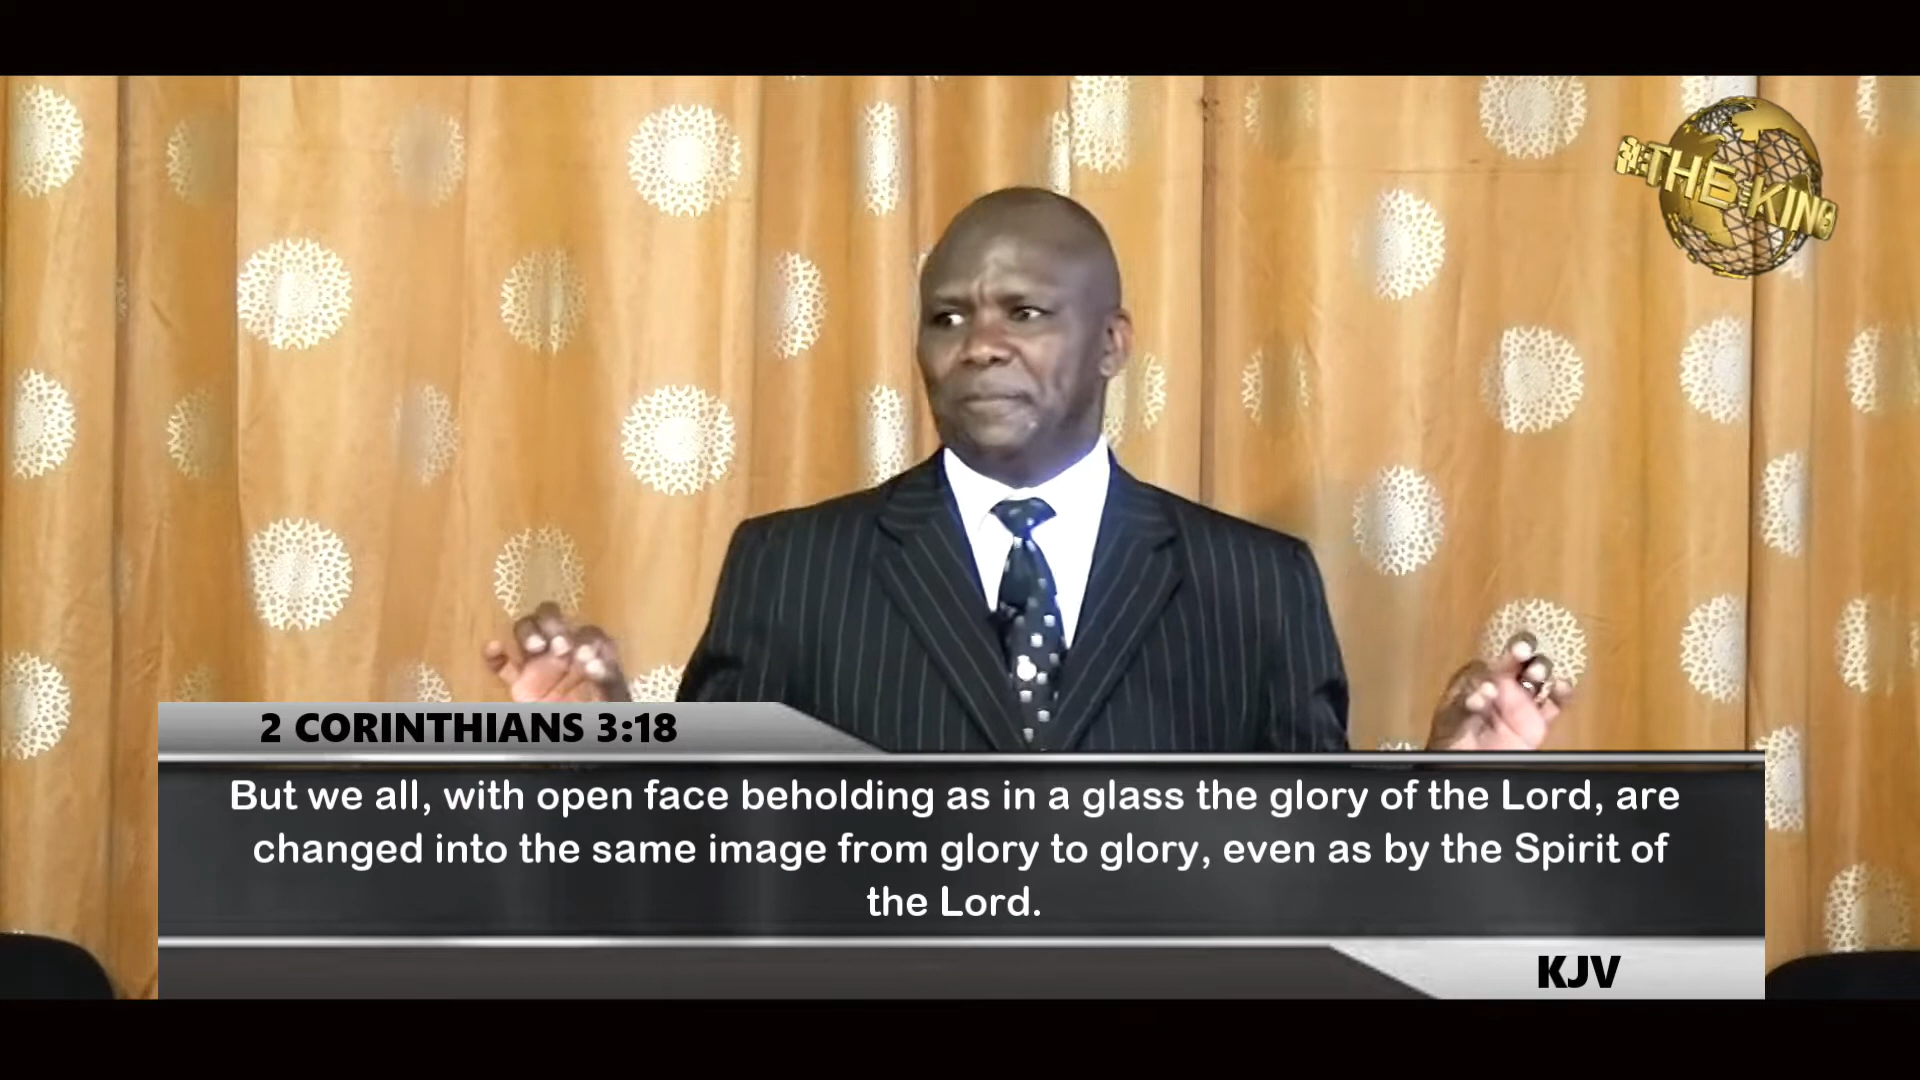 THE KIN
2 CORINTHIANS 3:18
But we all, with open face beholding as in a glass the glory of the Lord, are
changed into the same image from glory to glory, even as by the Spirit of
the Lord.
KJV